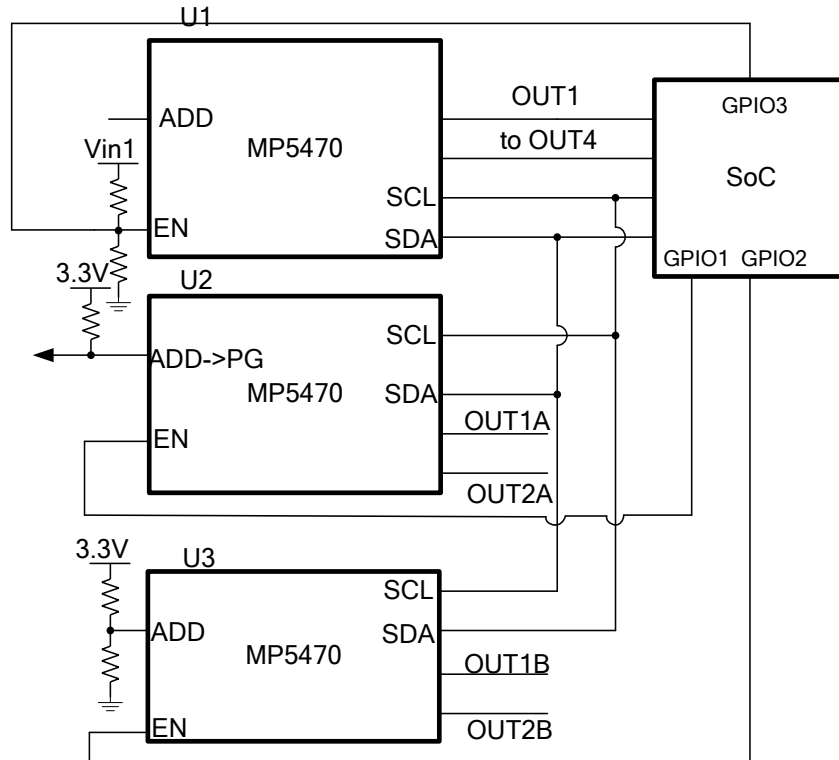 U1
ADD
MP5470
Vin1
EN
SCL
SDA
OUT1
to OUT4
GPIO3
SoC
GPIO1 GPIO2
3.3V
U2
ADD->PG
MP5470
EN
SCL
SDA
OUT1A
OUT2A
3.3V
U3
ADD
MP5470
EN
SCL
SDA
OUT1B
OUT2B